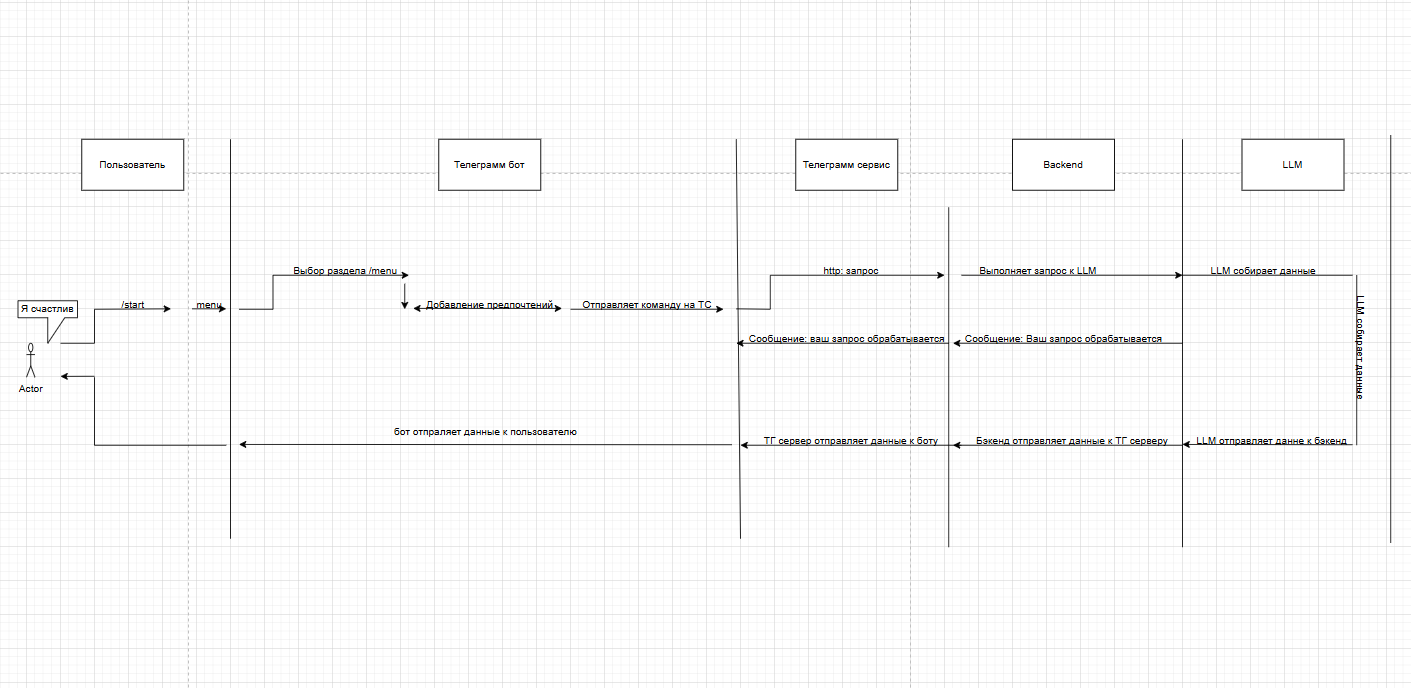 Пользователь
Телеграмм бот
Телеграмм сервис
Backend
LLM
Выбор раздела /menu
http: запрос
Выполняет запрос к LLM
LLM собирает данные
Я счастлив
/start
menu
Добавление предпочтений
Отправляет команду на ТС
LLM собирает данные
Сообщение: ваш запрос обрабатывается
Сообщение: Ваш запрос обрабатывается
Actor
бот отпраляет данные к пользователю
ТГ сервер отправляет данные к боту
Бэкенд отправляет данные к ТГ серверу
LLM отправляет данне к бэкенд